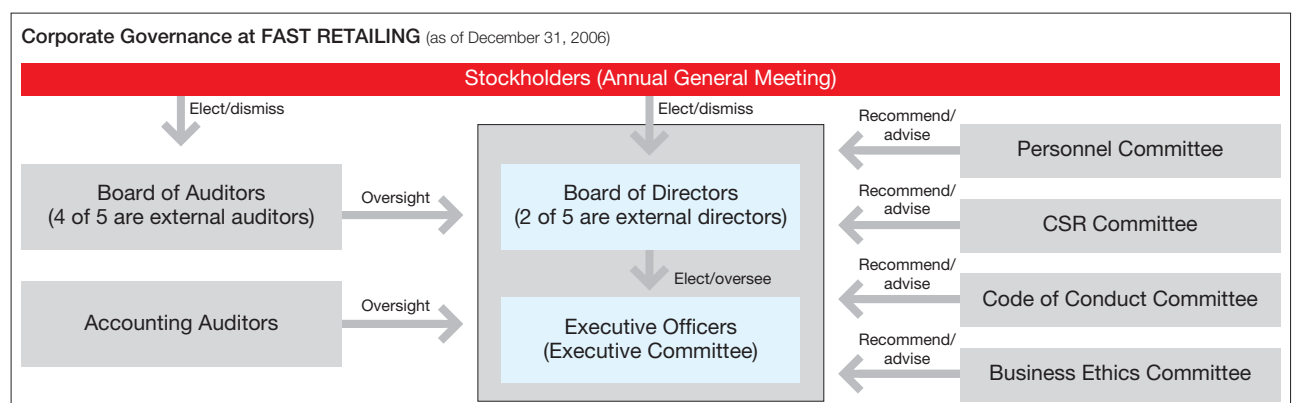 Corporate Governance at FAST RETAILING (as of December 31, 2006)
Stockholders (Annual General Meeting)
Elect/dismiss
Elect/dismiss
Recommend/
advise
Personnel Committee
Board of Auditors
(4 of 5 are external auditors)
Oversight
Board of Directors
(2 of 5 are external directors)
Recommend/
advise
CSR Committee
Elect/oversee
Recommend/
advise
Code of Conduct Committee
Accounting Auditors
Oversight
Executive Officers
(Executive Committee)
Recommend/
advise
Business Ethics Committee